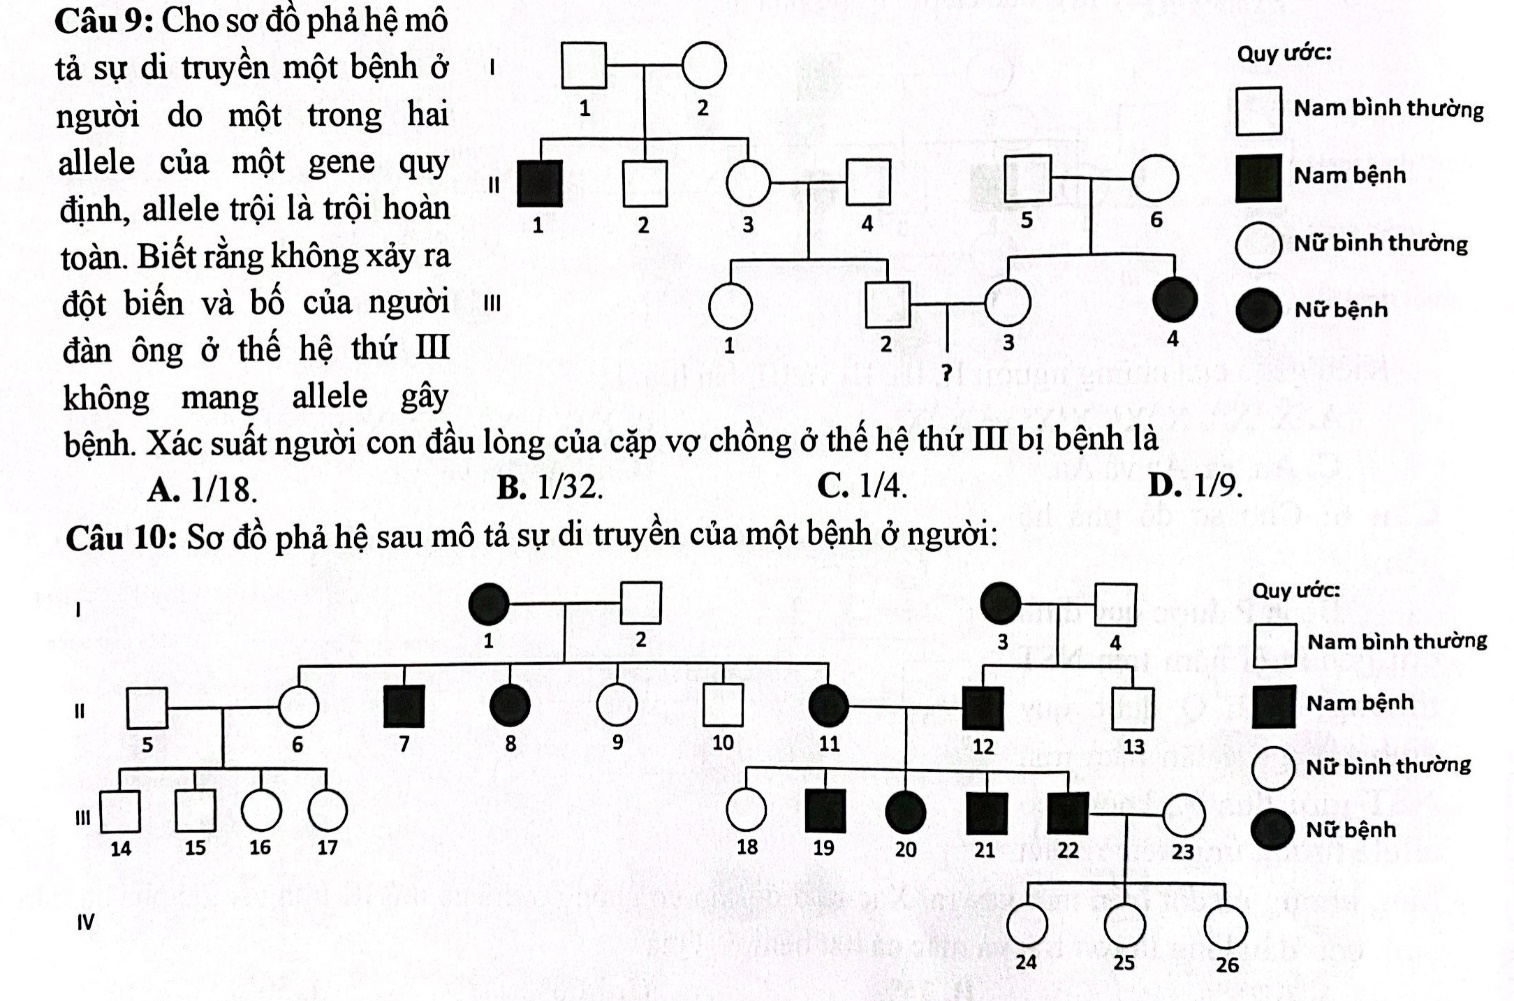 Câu 9: Cho sơ đồ phả hệ mô
tả sự di truyền một bệnh ở
người do một trong hai
allele của một gene quy
định, allele trội là trội hoàn
toàn. Biết rằng không xảy ra
đột biến và bố của người
đàn ông ở thế hệ thứ III
không mang allele gây
bệnh. Xác suất người con đầu lòng của cặp vợ chồng ở thế hệ thứ III bị bệnh là
I
1 2
II
1 2 3 4 5 6
III
1 2 3 4
?
Quy ước:
Nam bình thường
Nam bệnh
Nữ bình thường
Nữ bệnh
A. 1/18. B. 1/32. C. 1/4. D. 1/9.
Câu 10: Sơ đồ phả hệ sau mô tả sự di truyền của một bệnh ở người:
I
1 2 3 4
II
5 6 7 8 9 10 11 12 13
III
14 15 16 17 18 19 20 21 22 23
IV
24 25 26
Quy ước:
Nam bình thường
Nam bệnh
Nữ bình thường
Nữ bệnh